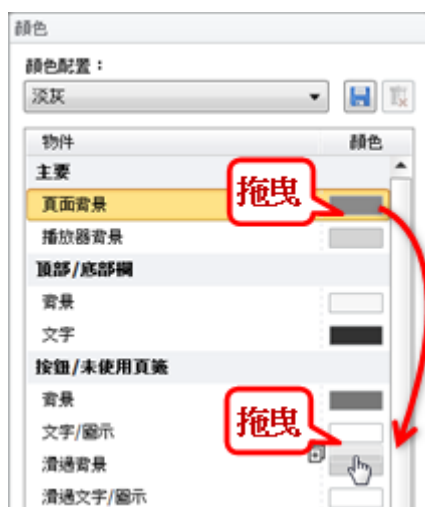 顏色
顏色配置：
淡灰
物件 顏色
主要
頁面背景
拖曳
播放器背景
頂部/底部欄
背景
文字
按鈕/未使用頁籤
背景
文字/圖示
拖曳
滑過背景
滑過文字/圖示